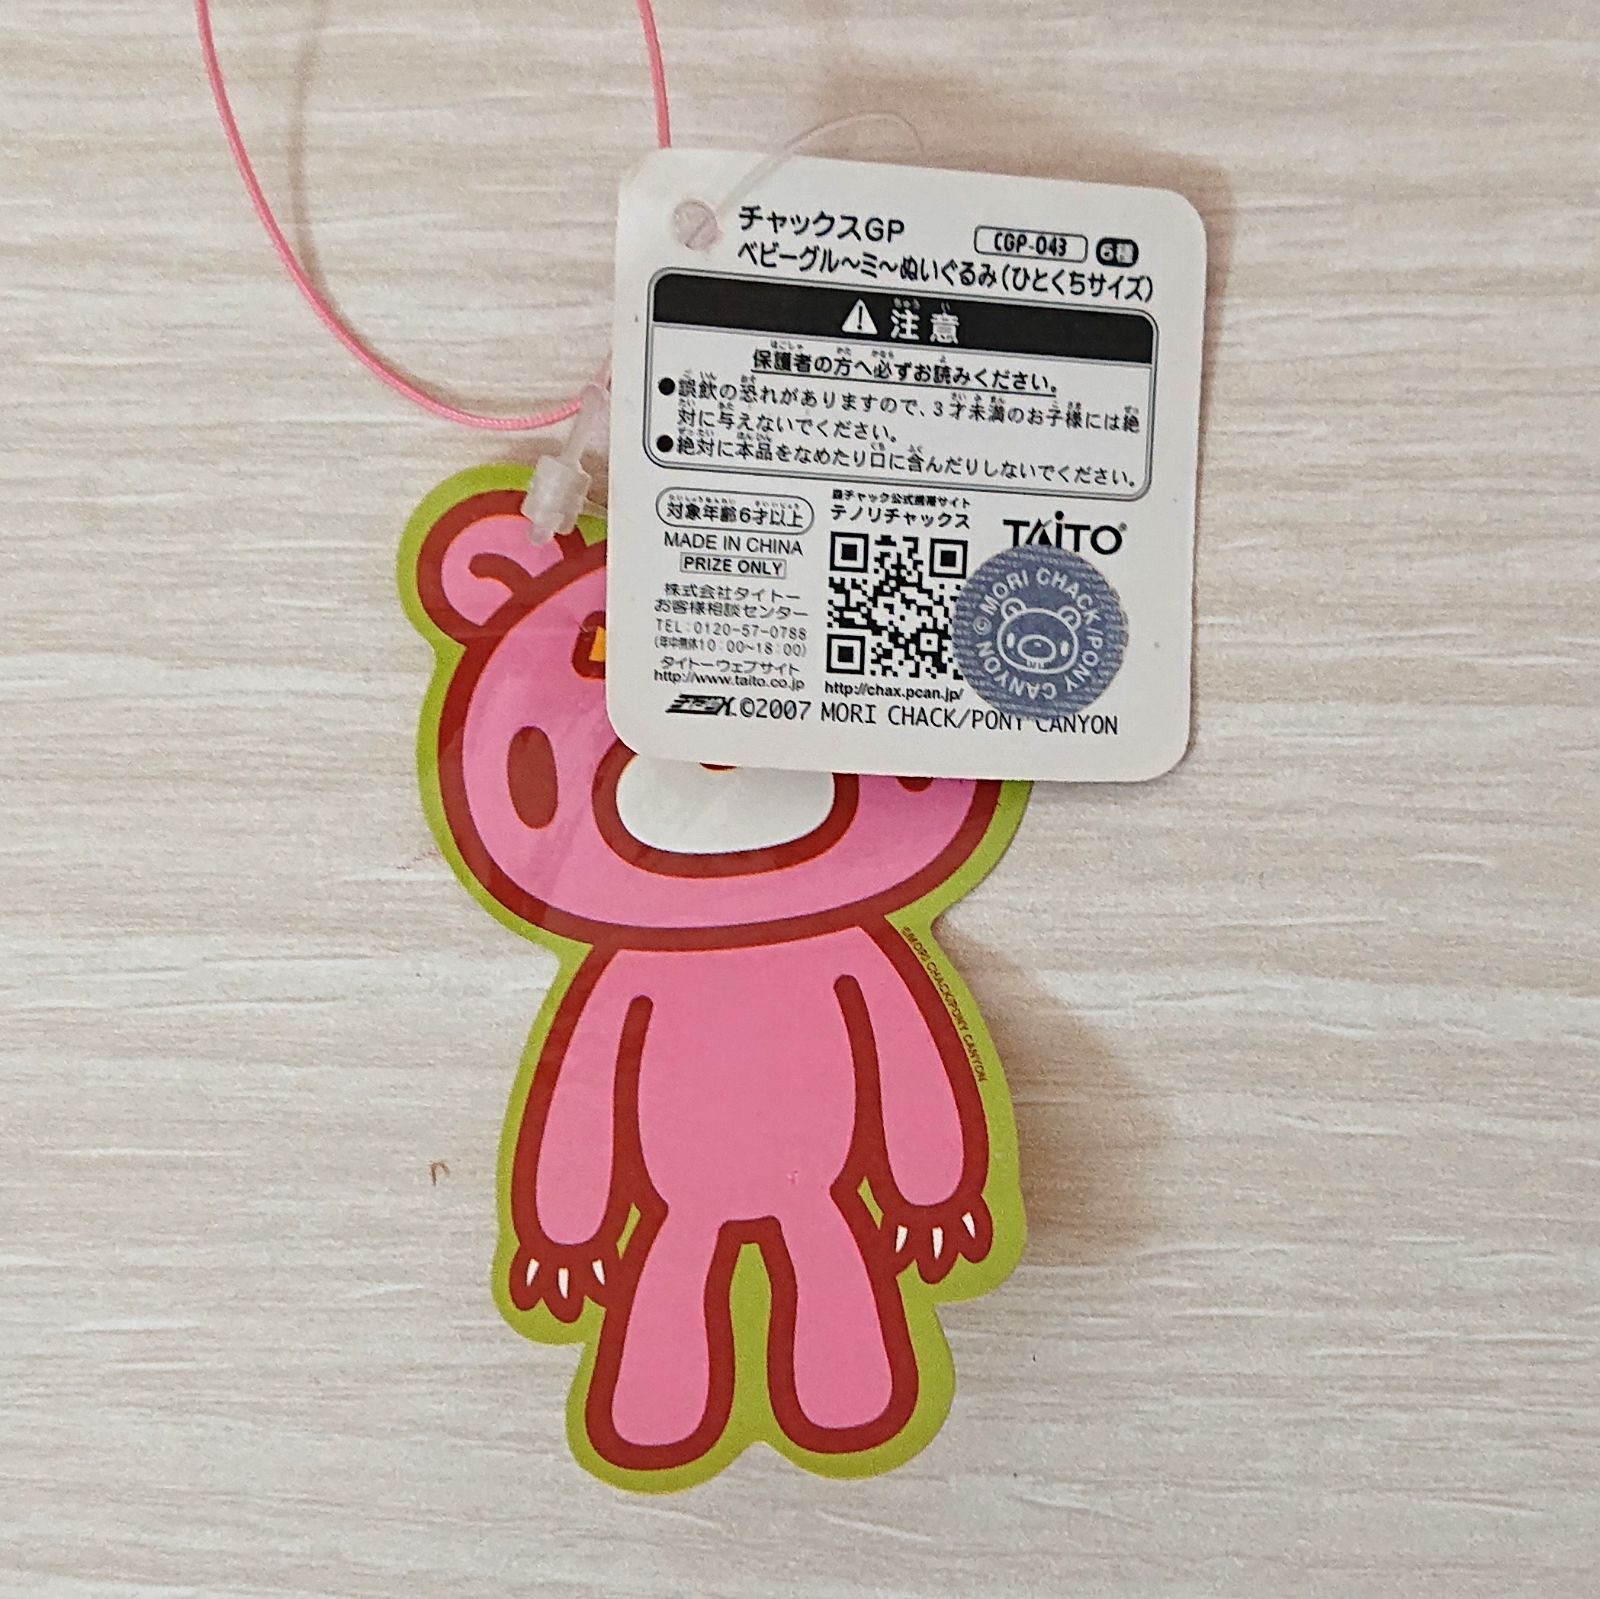 チャックスGP
CGP-043 6種
ベビーグル〜ミ〜ぬいぐるみ(ひとくちサイズ)
注意
保護者の方へ必ずお読みください。
●誤飲の恐れがありますので、3才未満のお子様には絶
対に与えないでください。
●絶対に本品をなめたり口に含んだりしないでください。
対象年齢6才以上
MADE IN CHINA
PRIZE ONLY
株式会社タイトー
お客様相談センター
TEL:0120-57-0788
(年中無休10:00~18:00)
タイトーウェブサイト
http://www.taito.co.jp
森チャック公式携帯サイト
テノリチャックス
http://chax.pcan.jp/
TAITO®
©MORI CHACK/PONY CANYON
©2007 MORI CHACK/PONY CANYON
©MORI CHACK/PONY CANYON